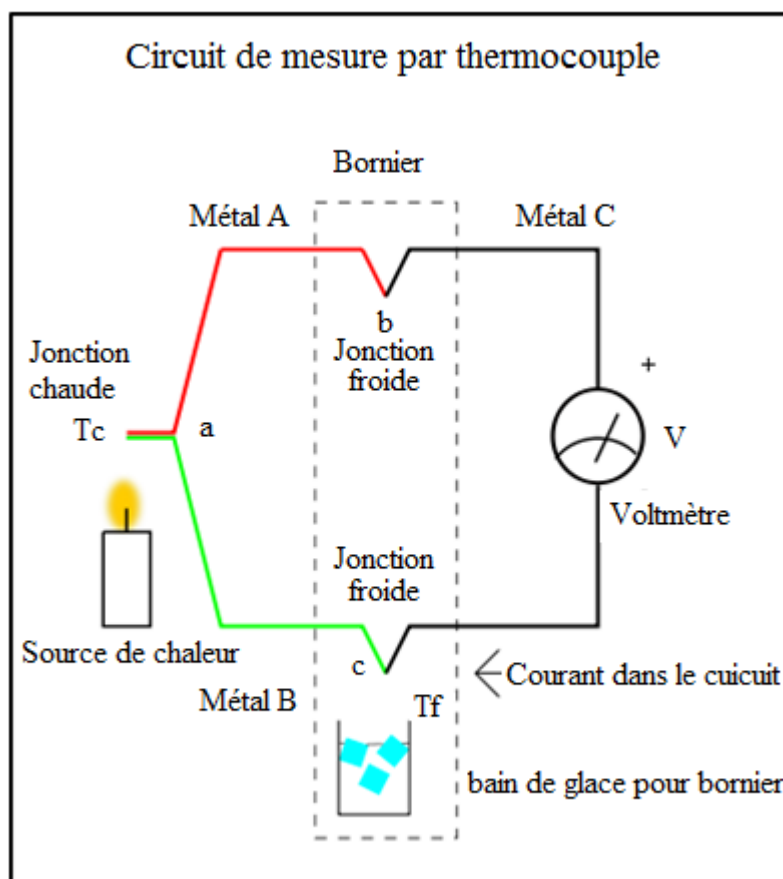 Circuit de mesure par thermocouple
Bornier
Métal A
Métal C
b
Jonction
froide
Jonction
chaude
+
Tc
a
V
Voltmètre
Jonction
froide
Source de chaleur
c
Courant dans le cuicuit
Métal B
Tf
bain de glace pour bornier